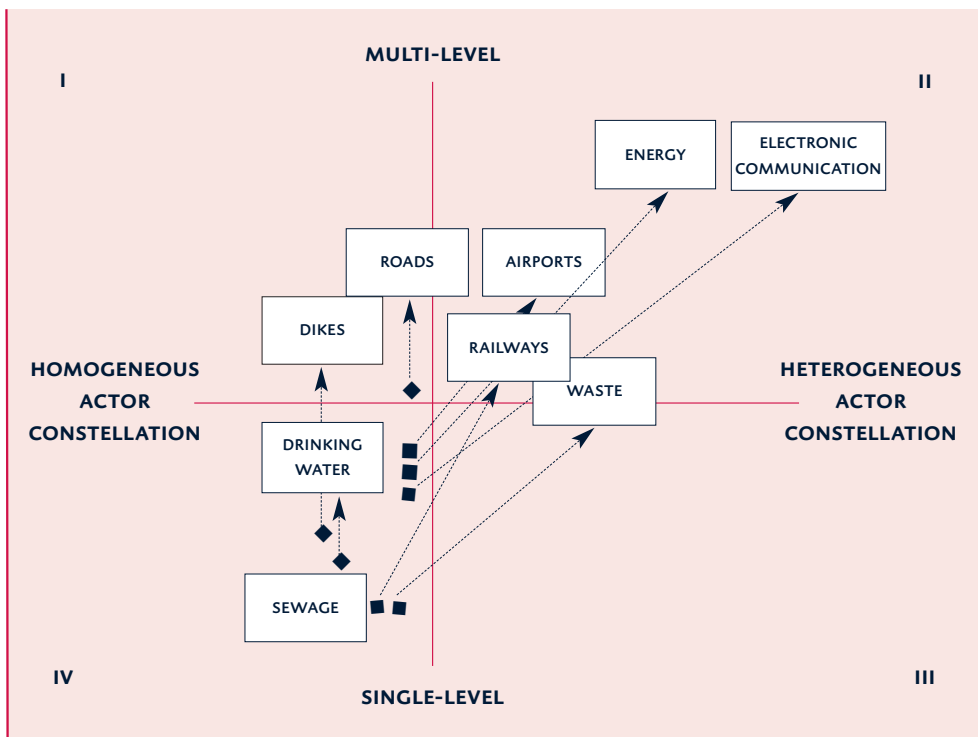 MULTI-LEVEL
I
II
ENERGY
ELECTRONIC
COMMUNICATION
ROADS
AIRPORTS
DIKES
RAILWAYS
WASTE
HOMOGENEOUS
ACTOR
CONSTELLATION
HETEROGENEOUS
ACTOR
CONSTELLATION
DRINKING
WATER
SEWAGE
IV
III
SINGLE-LEVEL